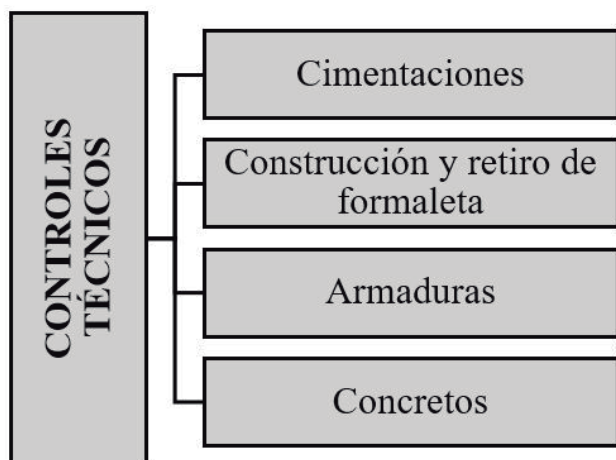 CONTROLES
TÉCNICOS
Cimentaciones
Construcción y retiro de
formaleta
Armaduras
Concretos